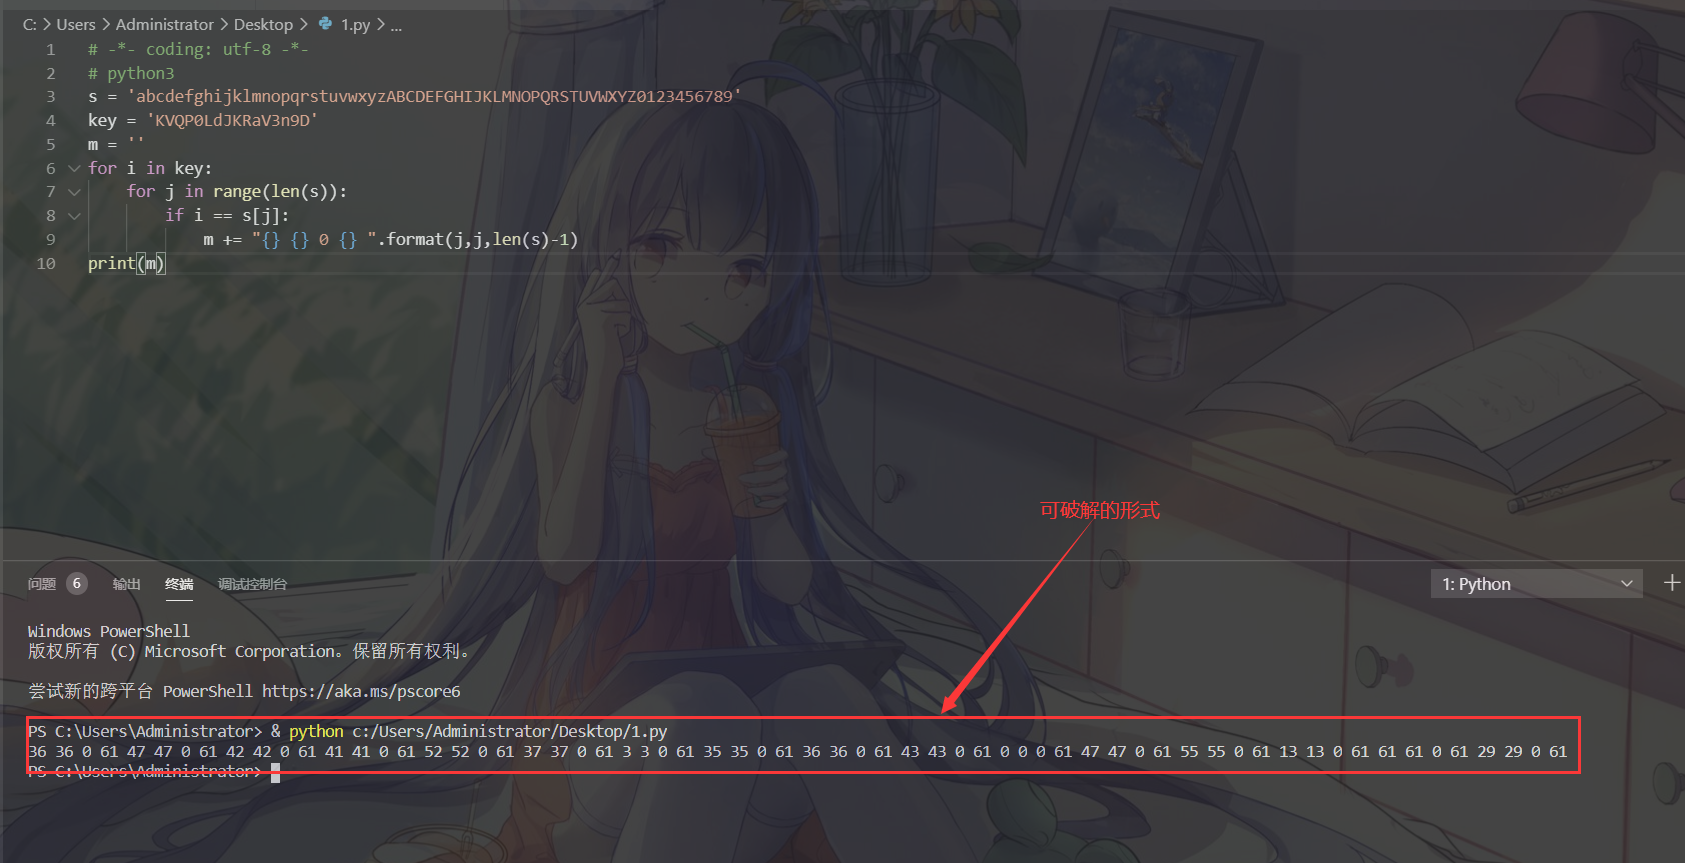 C: > Users > Administrator > Desktop > 1.py > ...
1 # -*- coding: utf-8 -*-
2 # python3
3 s = 'abcdefghijklmnopqrstuvwxyzABCDEFGHIJKLMNOPQRSTUVWXYZ0123456789'
4 key = 'KVQP0LdJKRaV3n9D'
5 m = ''
6 for i in key:
7 for j in range(len(s)):
8 if i == s[j]:
9 m += "{} {} 0 {} ".format(j,j,len(s)-1)
10 print(m)
可破解的形式
问题 6 输出 终端 调试控制台 1: Python
Windows PowerShell
版权所有 (C) Microsoft Corporation。保留所有权利。
尝试新的跨平台 PowerShell https://aka.ms/pscore6
PS C:\Users\Administrator> & python c:/Users/Administrator/Desktop/1.py
36 36 0 61 47 47 0 61 42 42 0 61 41 41 0 61 52 52 0 61 37 37 0 61 3 3 0 61 35 35 0 61 36 36 0 61 43 43 0 61 0 0 0 61 47 47 0 61 55 55 0 61 13 13 0 61 61 61 0 61 29 29 0 61
PS C:\Users\Administrator>